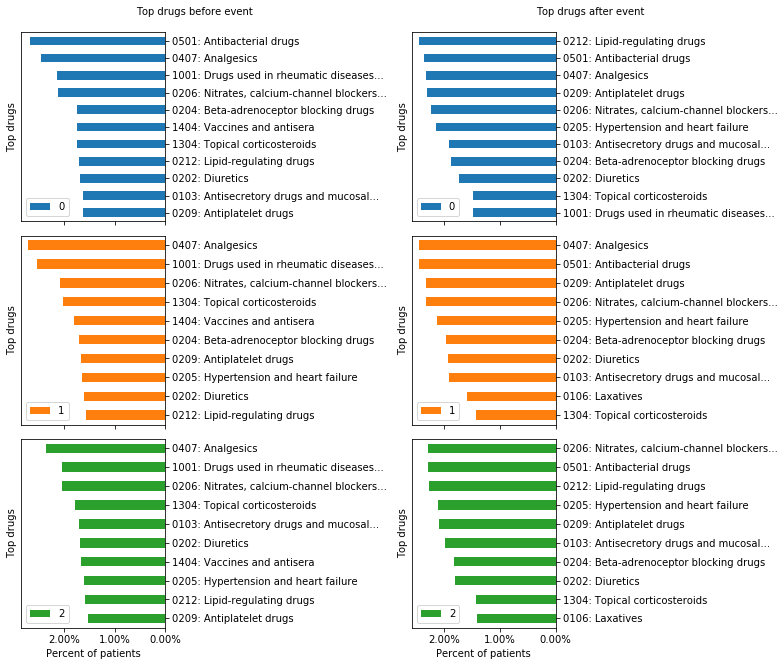 Top drugs before event
Top drugs
0501: Antibacterial drugs
0407: Analgesics
1001: Drugs used in rheumatic diseases...
0206: Nitrates, calcium-channel blockers...
0204: Beta-adrenoceptor blocking drugs
1404: Vaccines and antisera
1304: Topical corticosteroids
0212: Lipid-regulating drugs
0202: Diuretics
0103: Antisecretory drugs and mucosal...
0209: Antiplatelet drugs
0
Top drugs
0407: Analgesics
1001: Drugs used in rheumatic diseases...
0206: Nitrates, calcium-channel blockers...
1304: Topical corticosteroids
1404: Vaccines and antisera
0204: Beta-adrenoceptor blocking drugs
0209: Antiplatelet drugs
0205: Hypertension and heart failure
0202: Diuretics
0212: Lipid-regulating drugs
1
Top drugs
0407: Analgesics
1001: Drugs used in rheumatic diseases...
0206: Nitrates, calcium-channel blockers...
1304: Topical corticosteroids
0103: Antisecretory drugs and mucosal...
0202: Diuretics
1404: Vaccines and antisera
0205: Hypertension and heart failure
0212: Lipid-regulating drugs
0209: Antiplatelet drugs
2
2.00% 1.00% 0.00%
Percent of patients
Top drugs after event
Top drugs
0212: Lipid-regulating drugs
0501: Antibacterial drugs
0407: Analgesics
0209: Antiplatelet drugs
0206: Nitrates, calcium-channel blockers...
0205: Hypertension and heart failure
0103: Antisecretory drugs and mucosal...
0204: Beta-adrenoceptor blocking drugs
0202: Diuretics
1304: Topical corticosteroids
1001: Drugs used in rheumatic diseases...
0
Top drugs
0407: Analgesics
0501: Antibacterial drugs
0209: Antiplatelet drugs
0206: Nitrates, calcium-channel blockers...
0205: Hypertension and heart failure
0204: Beta-adrenoceptor blocking drugs
0202: Diuretics
0103: Antisecretory drugs and mucosal...
0106: Laxatives
1304: Topical corticosteroids
1
Top drugs
0206: Nitrates, calcium-channel blockers...
0501: Antibacterial drugs
0212: Lipid-regulating drugs
0205: Hypertension and heart failure
0209: Antiplatelet drugs
0103: Antisecretory drugs and mucosal...
0204: Beta-adrenoceptor blocking drugs
0202: Diuretics
1304: Topical corticosteroids
0106: Laxatives
2
2.00% 1.00% 0.00%
Percent of patients